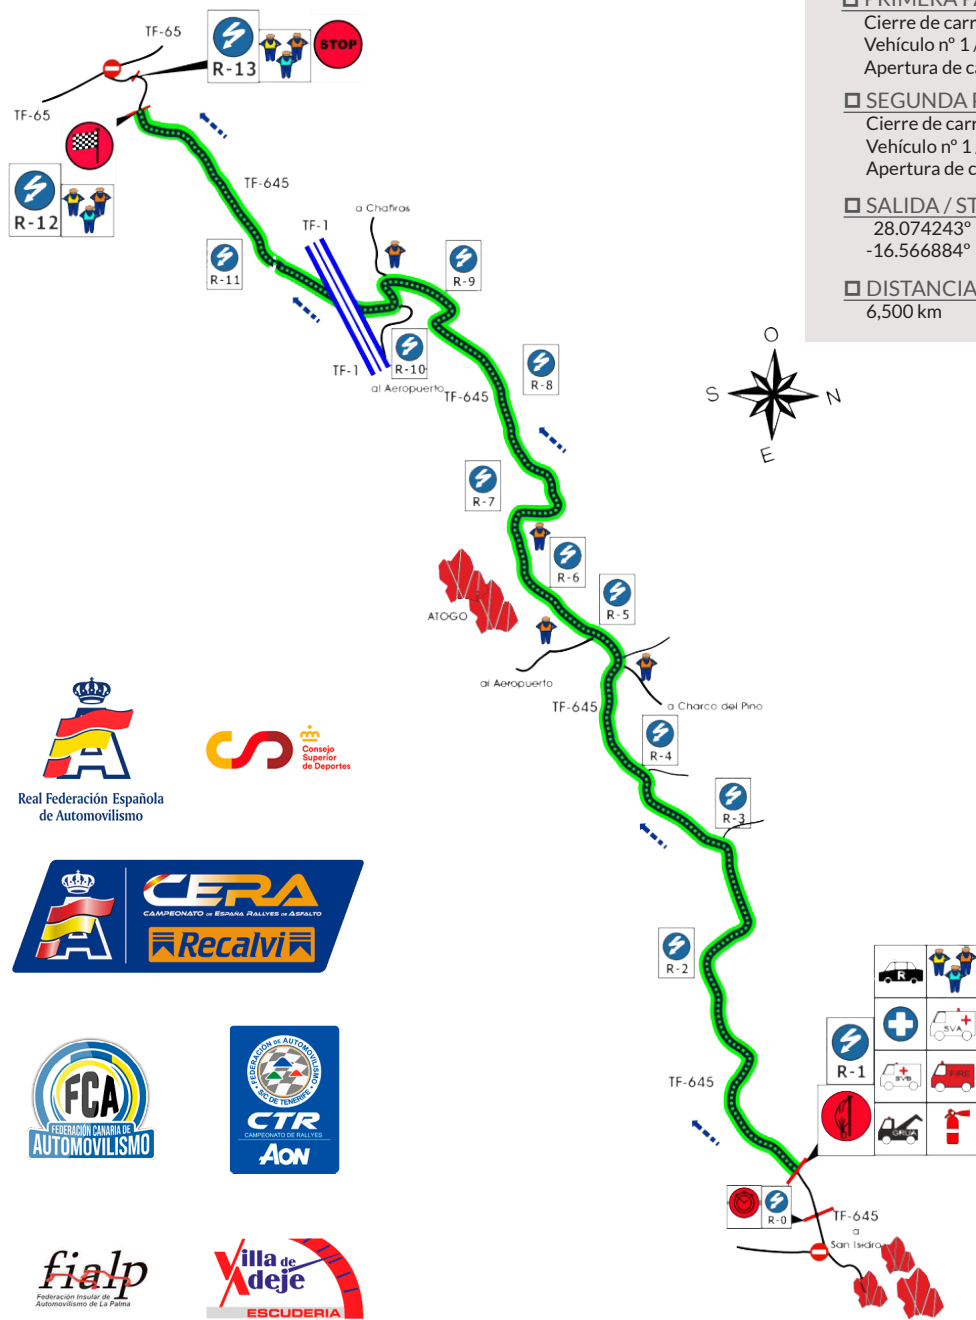 PRIMERA
Cierre de
Vehículo nº 1
Apertura de
SEGUNDA
Cierre de
Vehículo nº 1
Apertura de
SALIDA /
28.074243°
-16.566884°
DISTANCIA
6,500 km
TF-65
R-13
STOP
TF-65
R-12
TF-645
a Chafiras
TF-1
R-11
R-9
TF-1
R-10
al Aeropuerto
TF-645
R-8
O
S
N
E
R-7
R-6
R-5
ATOGO
al Aeropuerto
TF-645
a Charco del Pino
R-4
R-3
R-2
TF-645
R
SVA
R-1
SVB
FIRE
GRUA
R-0
TF-645
a
San Isidro
Real Federación Española
de Automovilismo
Consejo
Superior
de Deportes
CERA
CAMPEONATO DE ESPAÑA RALLYES DE ASFALTO
Recalvi
FCA
FEDERACIÓN CANARIA DE
AUTOMOVILISMO
FEDERACIÓN DE AUTOMOVILISMO
S/C DE TENERIFE
CTR
CAMPEONATO DE RALLYES
AON
fialp
Federación Insular de
Automovilismo de La Palma
Villa de
Adeje
ESCUDERIA